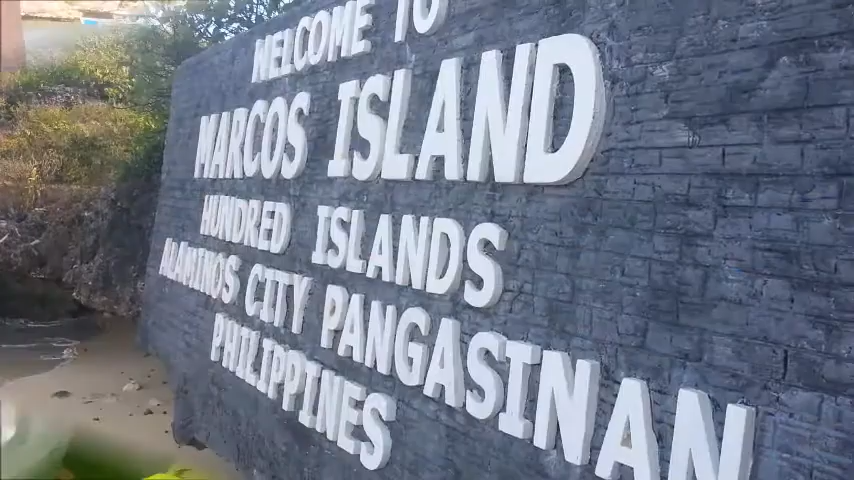 WELCOME TO
MARCOS ISLAND
HUNDRED ISLANDS
ALAMINOS CITY PANGASINAN
PHILIPPINES